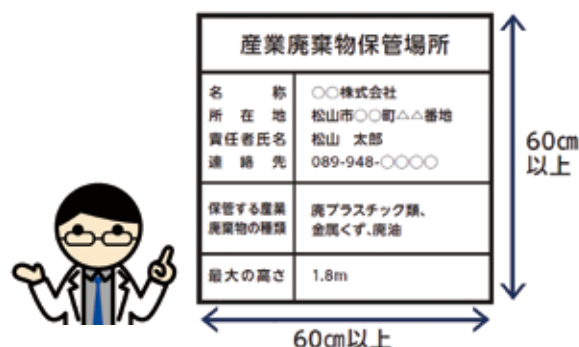 産業廃棄物保管場所
名称 ○○株式会社
所在地 松山市○○町△△番地
責任者氏名 松山 太郎
連絡先 089-948-○○○○
保管する産業廃棄物の種類 廃プラスチック類、
金属くず、廃油
最大の高さ 1.8m
60㎝
以上
60㎝以上